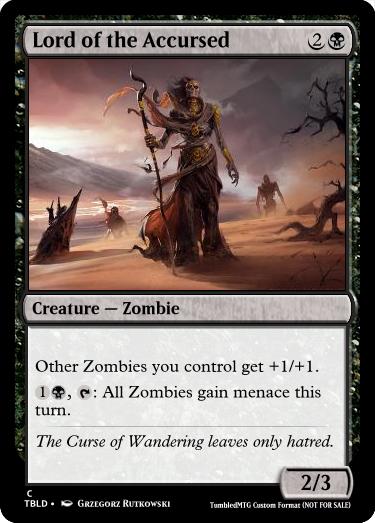 Lord of the Accursed 2
Creature — Zombie
Other Zombies you control get +1/+1.
1 , : All Zombies gain menace this
turn.
The Curse of Wandering leaves only hatred.
2/3
C
TBLD • Grzegorz Rutkowski
TumbledMTG Custom Format (NOT FOR SALE)